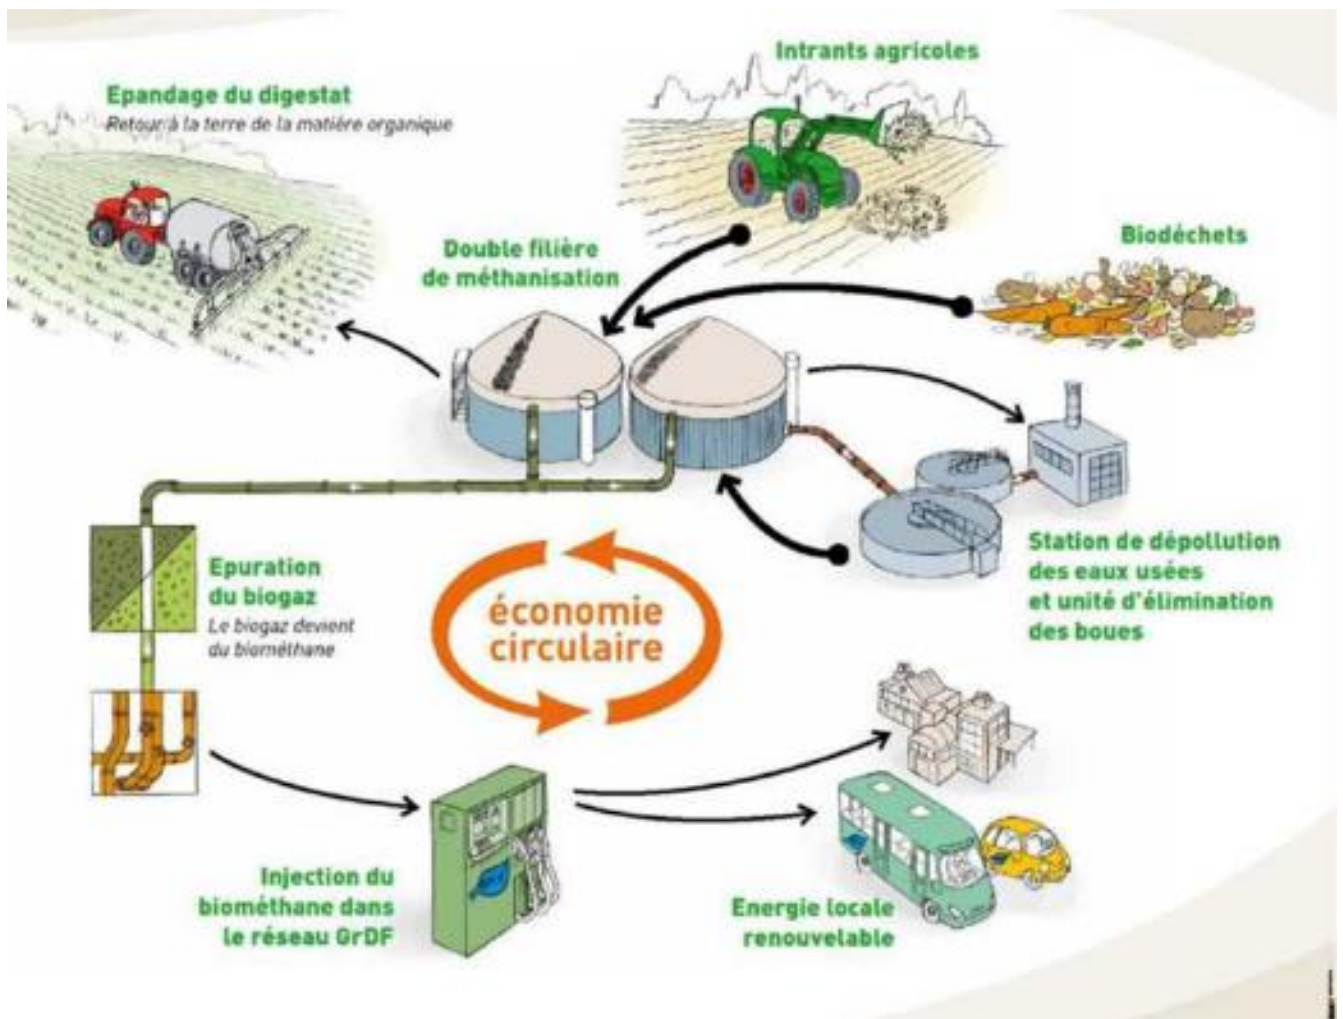 Intrants agricoles
Epandage du digestat
Retour à la terre de la matière organique
Biodéchets
Double filière
de méthanisation
Station de dépollution
des eaux usées
et unité d'élimination
des boues
Epuration
du biogaz
Le biogaz devient
du biométhane
économie
circulaire
Injection du
biométhane dans
le réseau GrDF
Energie locale
renouvelable